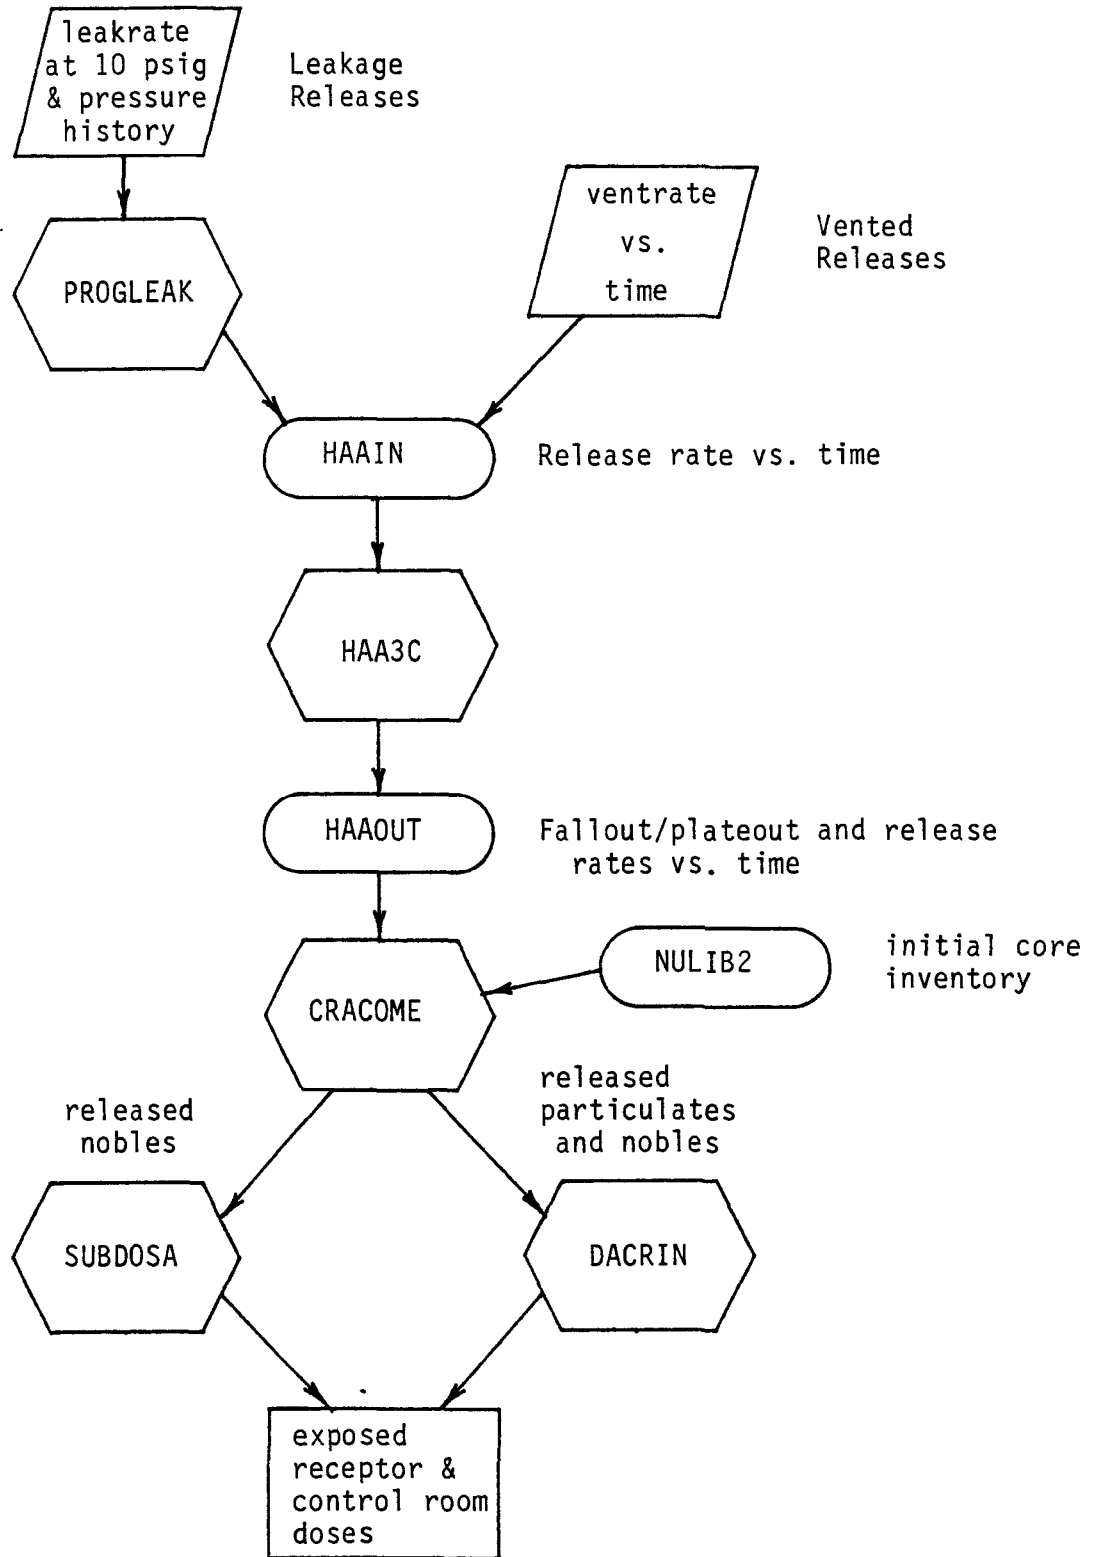 leakrate
at 10 psig
& pressure
history
Leakage
Releases
ventrate
vs.
time
Vented
Releases
PROGLEAK
HAAIN
Release rate vs. time
HAA3C
HAAOUT
Fallout/plateout and release
rates vs. time
NULIB2
initial core
inventory
CRACOME
released
nobles
released
particulates
and nobles
SUBDOSA
DACRIN
exposed
receptor &
control room
doses